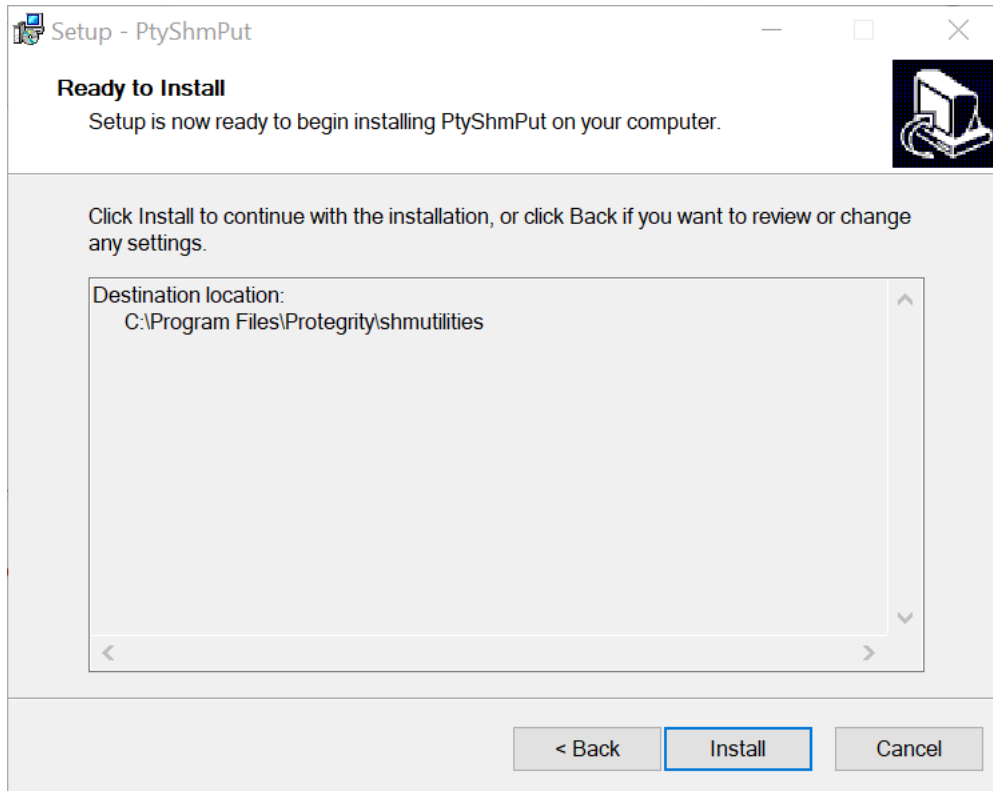 Setup - PtyShmPut
Ready to Install
Setup is now ready to begin installing PtyShmPut on your computer.
Click Install to continue with the installation, or click Back if you want to review or change
any settings.
Destination location:
C:\Program Files\Protegrity\shmutilities
< Back
Install
Cancel